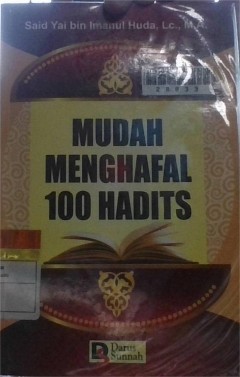 Said Yai bin Imanul Huda, Lc., M.A.
MUDAH
MENGHAFAL
100 HADITS
Darus
Sunnah